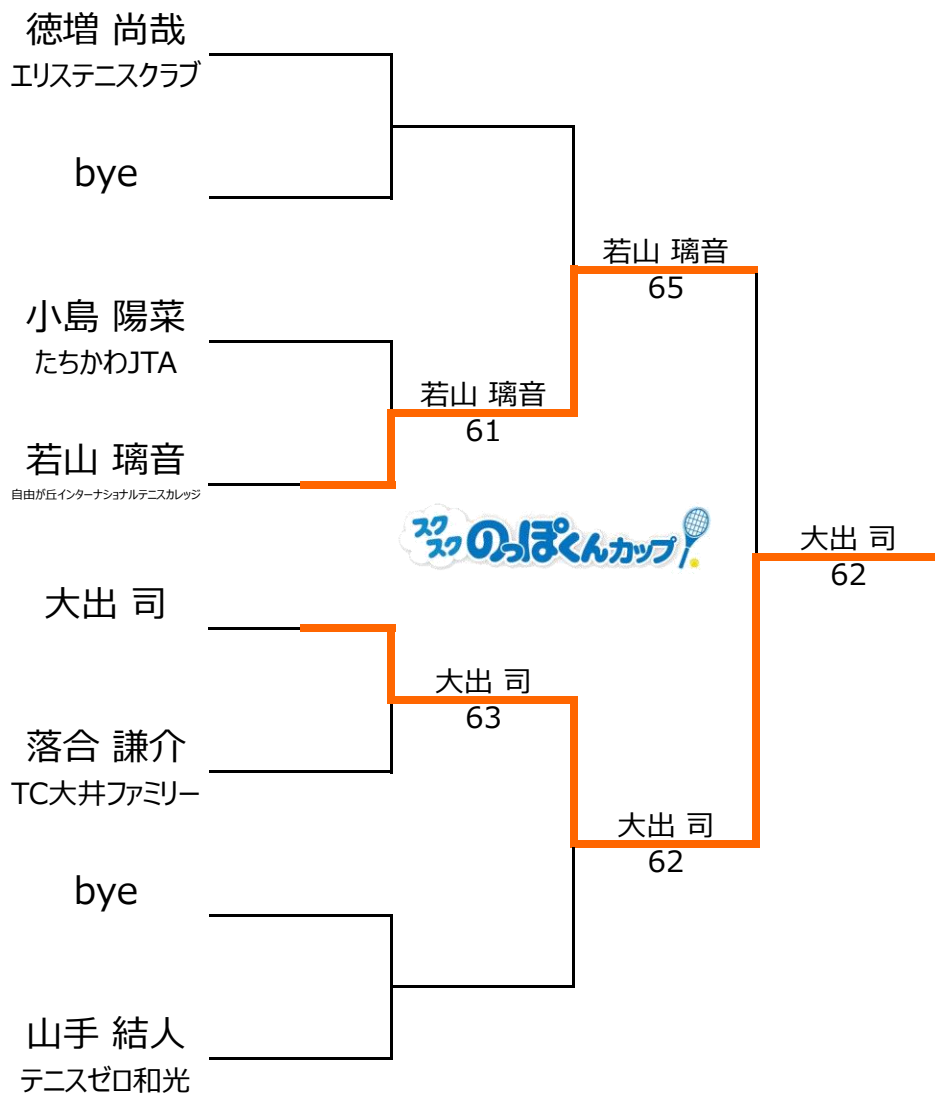 徳増 尚哉
エリステニスクラブ
bye
若山 璃音
65
小島 陽菜
たちかわJTA
若山 璃音
61
若山 璃音
自由が丘インターナショナルテニスカレッジ
スクスクのっぽくんカップ
大出 司
62
大出 司
大出 司
63
落合 謙介
TC大井ファミリー
大出 司
62
bye
山手 結人
テニスゼロ和光